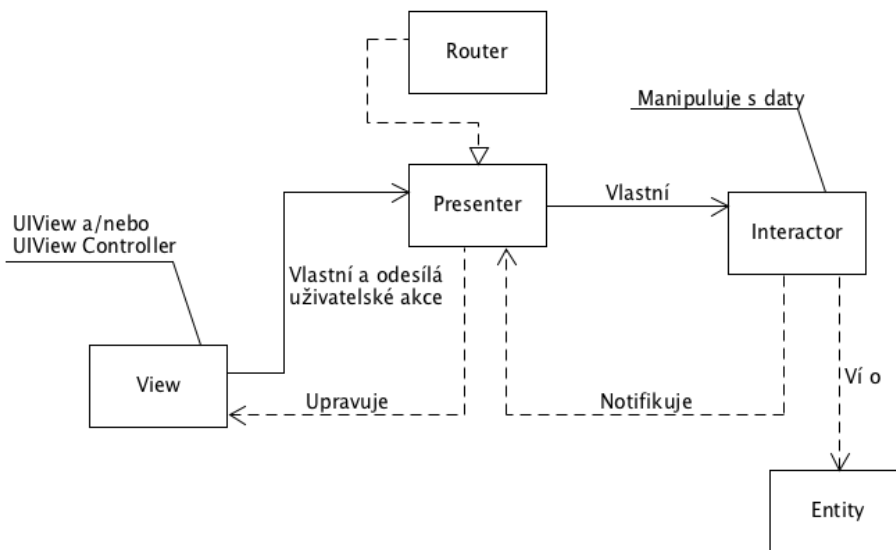 Router
Manipuluje s daty
Presenter
Vlastní
UIView a/nebo
UIView Controller
Interactor
Vlastní a odesílá
uživatelské akce
View
Upravuje
Notifikuje
Ví o
Entity